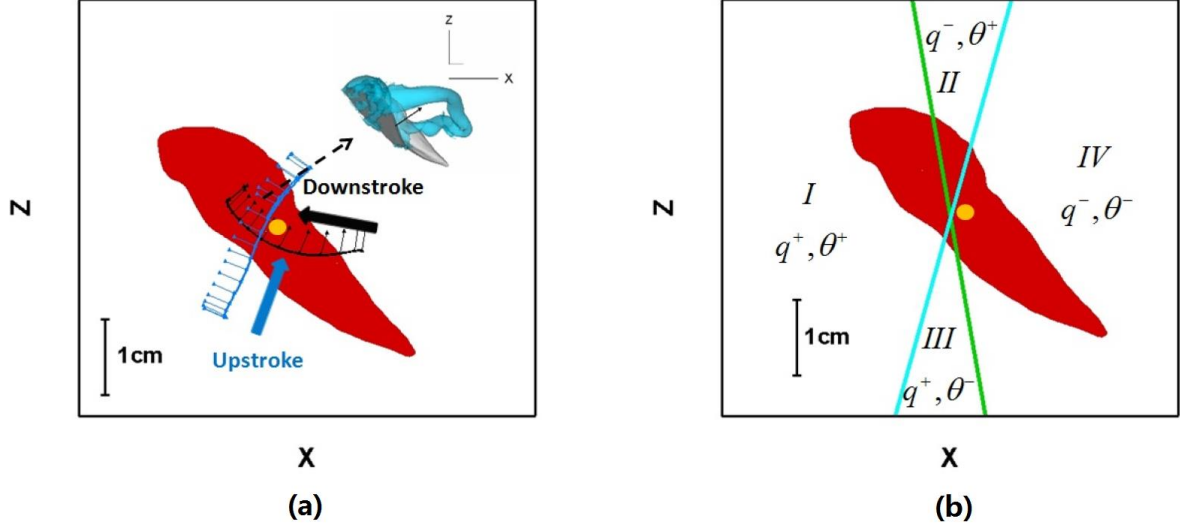 z
x
Downstroke
Z
1cm
Upstroke
X
(a)
q⁻, θ⁺
II
IV
I
q⁻, θ⁻
Z
q⁺, θ⁺
1cm
III
q⁺, θ⁻
X
(b)